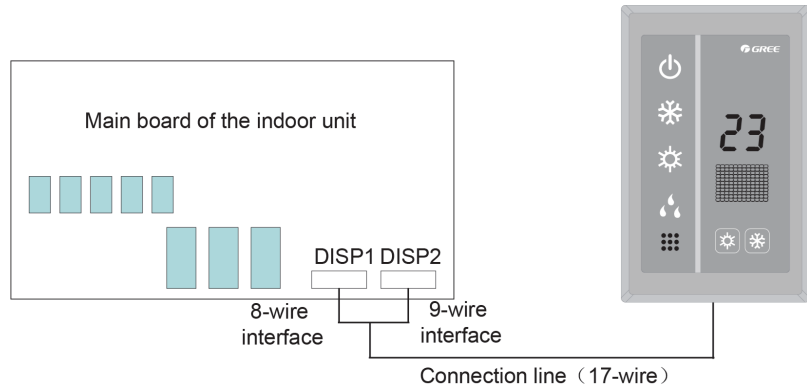 GREE
Main board of the indoor unit
23
DISP1 DISP2
8-wire
interface
9-wire
interface
Connection line（17-wire）